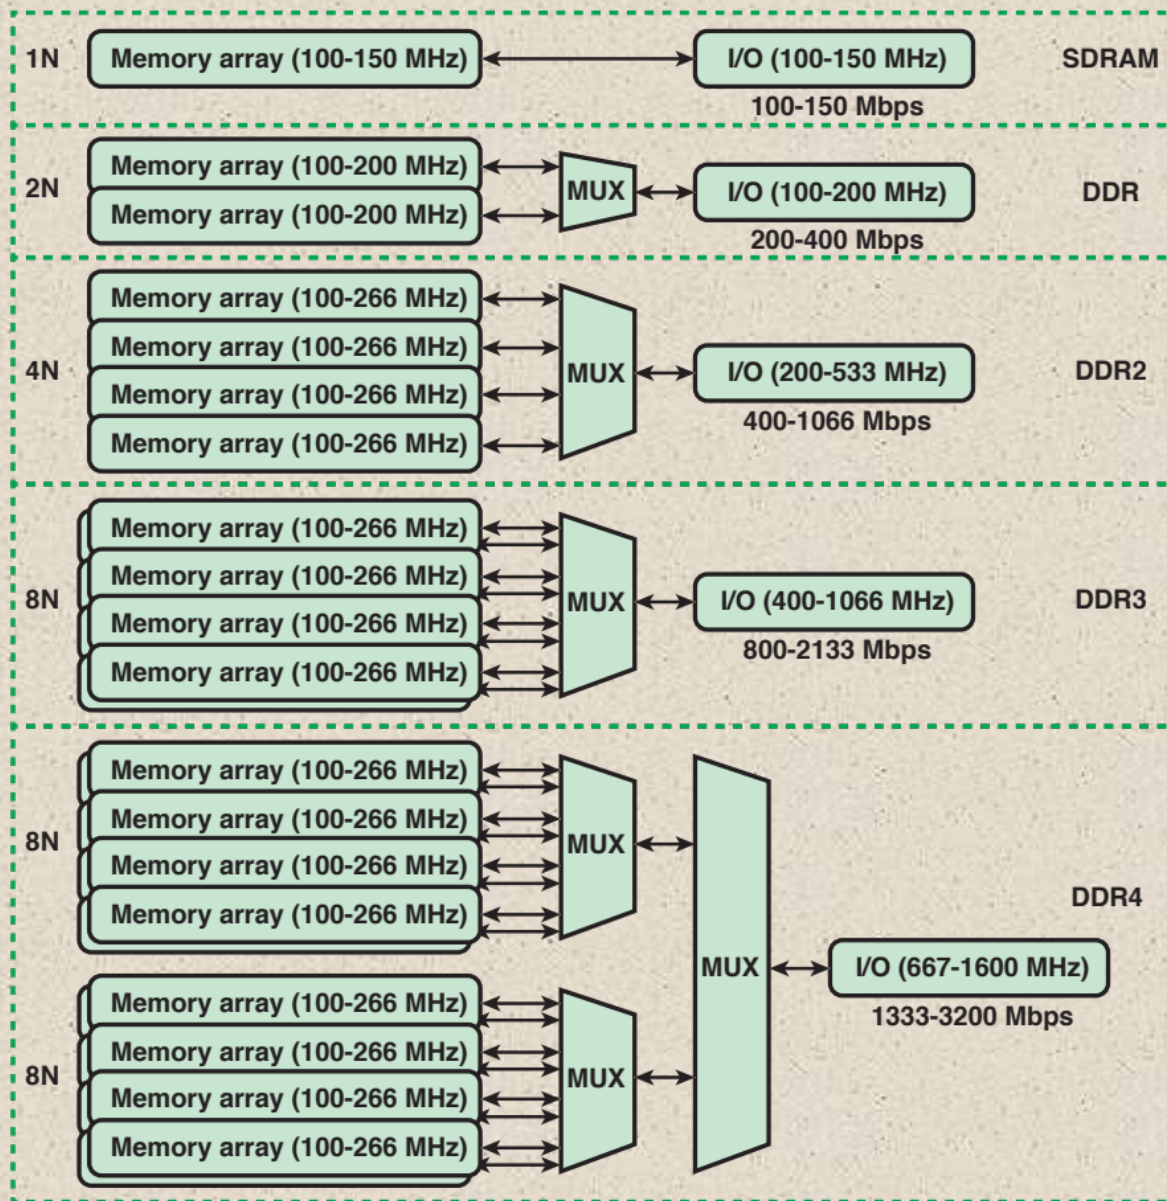 1N Memory array (100-150 MHz) I/O (100-150 MHz) SDRAM
100-150 Mbps
Memory array (100-200 MHz)
2N MUX I/O (100-200 MHz) DDR
Memory array (100-200 MHz)
200-400 Mbps
Memory array (100-266 MHz)
Memory array (100-266 MHz)
4N MUX I/O (200-533 MHz) DDR2
Memory array (100-266 MHz)
400-1066 Mbps
Memory array (100-266 MHz)
Memory array (100-266 MHz)
Memory array (100-266 MHz)
8N MUX I/O (400-1066 MHz) DDR3
Memory array (100-266 MHz)
800-2133 Mbps
Memory array (100-266 MHz)
Memory array (100-266 MHz)
Memory array (100-266 MHz)
8N MUX
Memory array (100-266 MHz)
Memory array (100-266 MHz)
DDR4
MUX I/O (667-1600 MHz)
1333-3200 Mbps
Memory array (100-266 MHz)
Memory array (100-266 MHz)
8N MUX
Memory array (100-266 MHz)
Memory array (100-266 MHz)